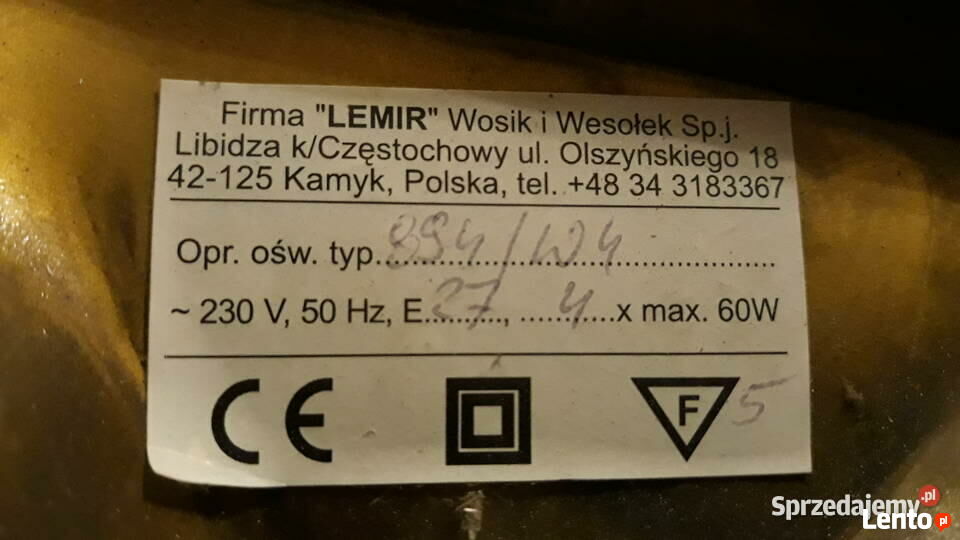 Firma "LEMIR" Wosik i Wesołek Sp.j.
Libidza k/Częstochowy ul. Olszyńskiego 18
42-125 Kamyk, Polska, tel. +48 34 3183367
Opr. ośw. typ. 894/W4
~ 230 V, 50 Hz, E 27, 4 x max. 60W
CE F 5
Sprzedajemy.pl
Lento.pl